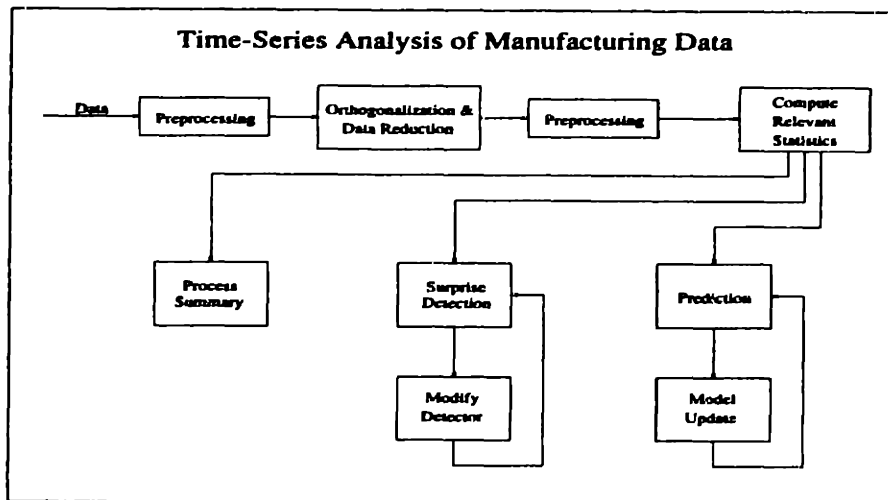 Time-Series Analysis of Manufacturing Data
Data
Preprocessing
Orthogonalization &
Data Reduction
Preprocessing
Compute
Relevant
Statistics
Process
Summary
Surprise
Detection
Prediction
Modify
Detector
Model
Update